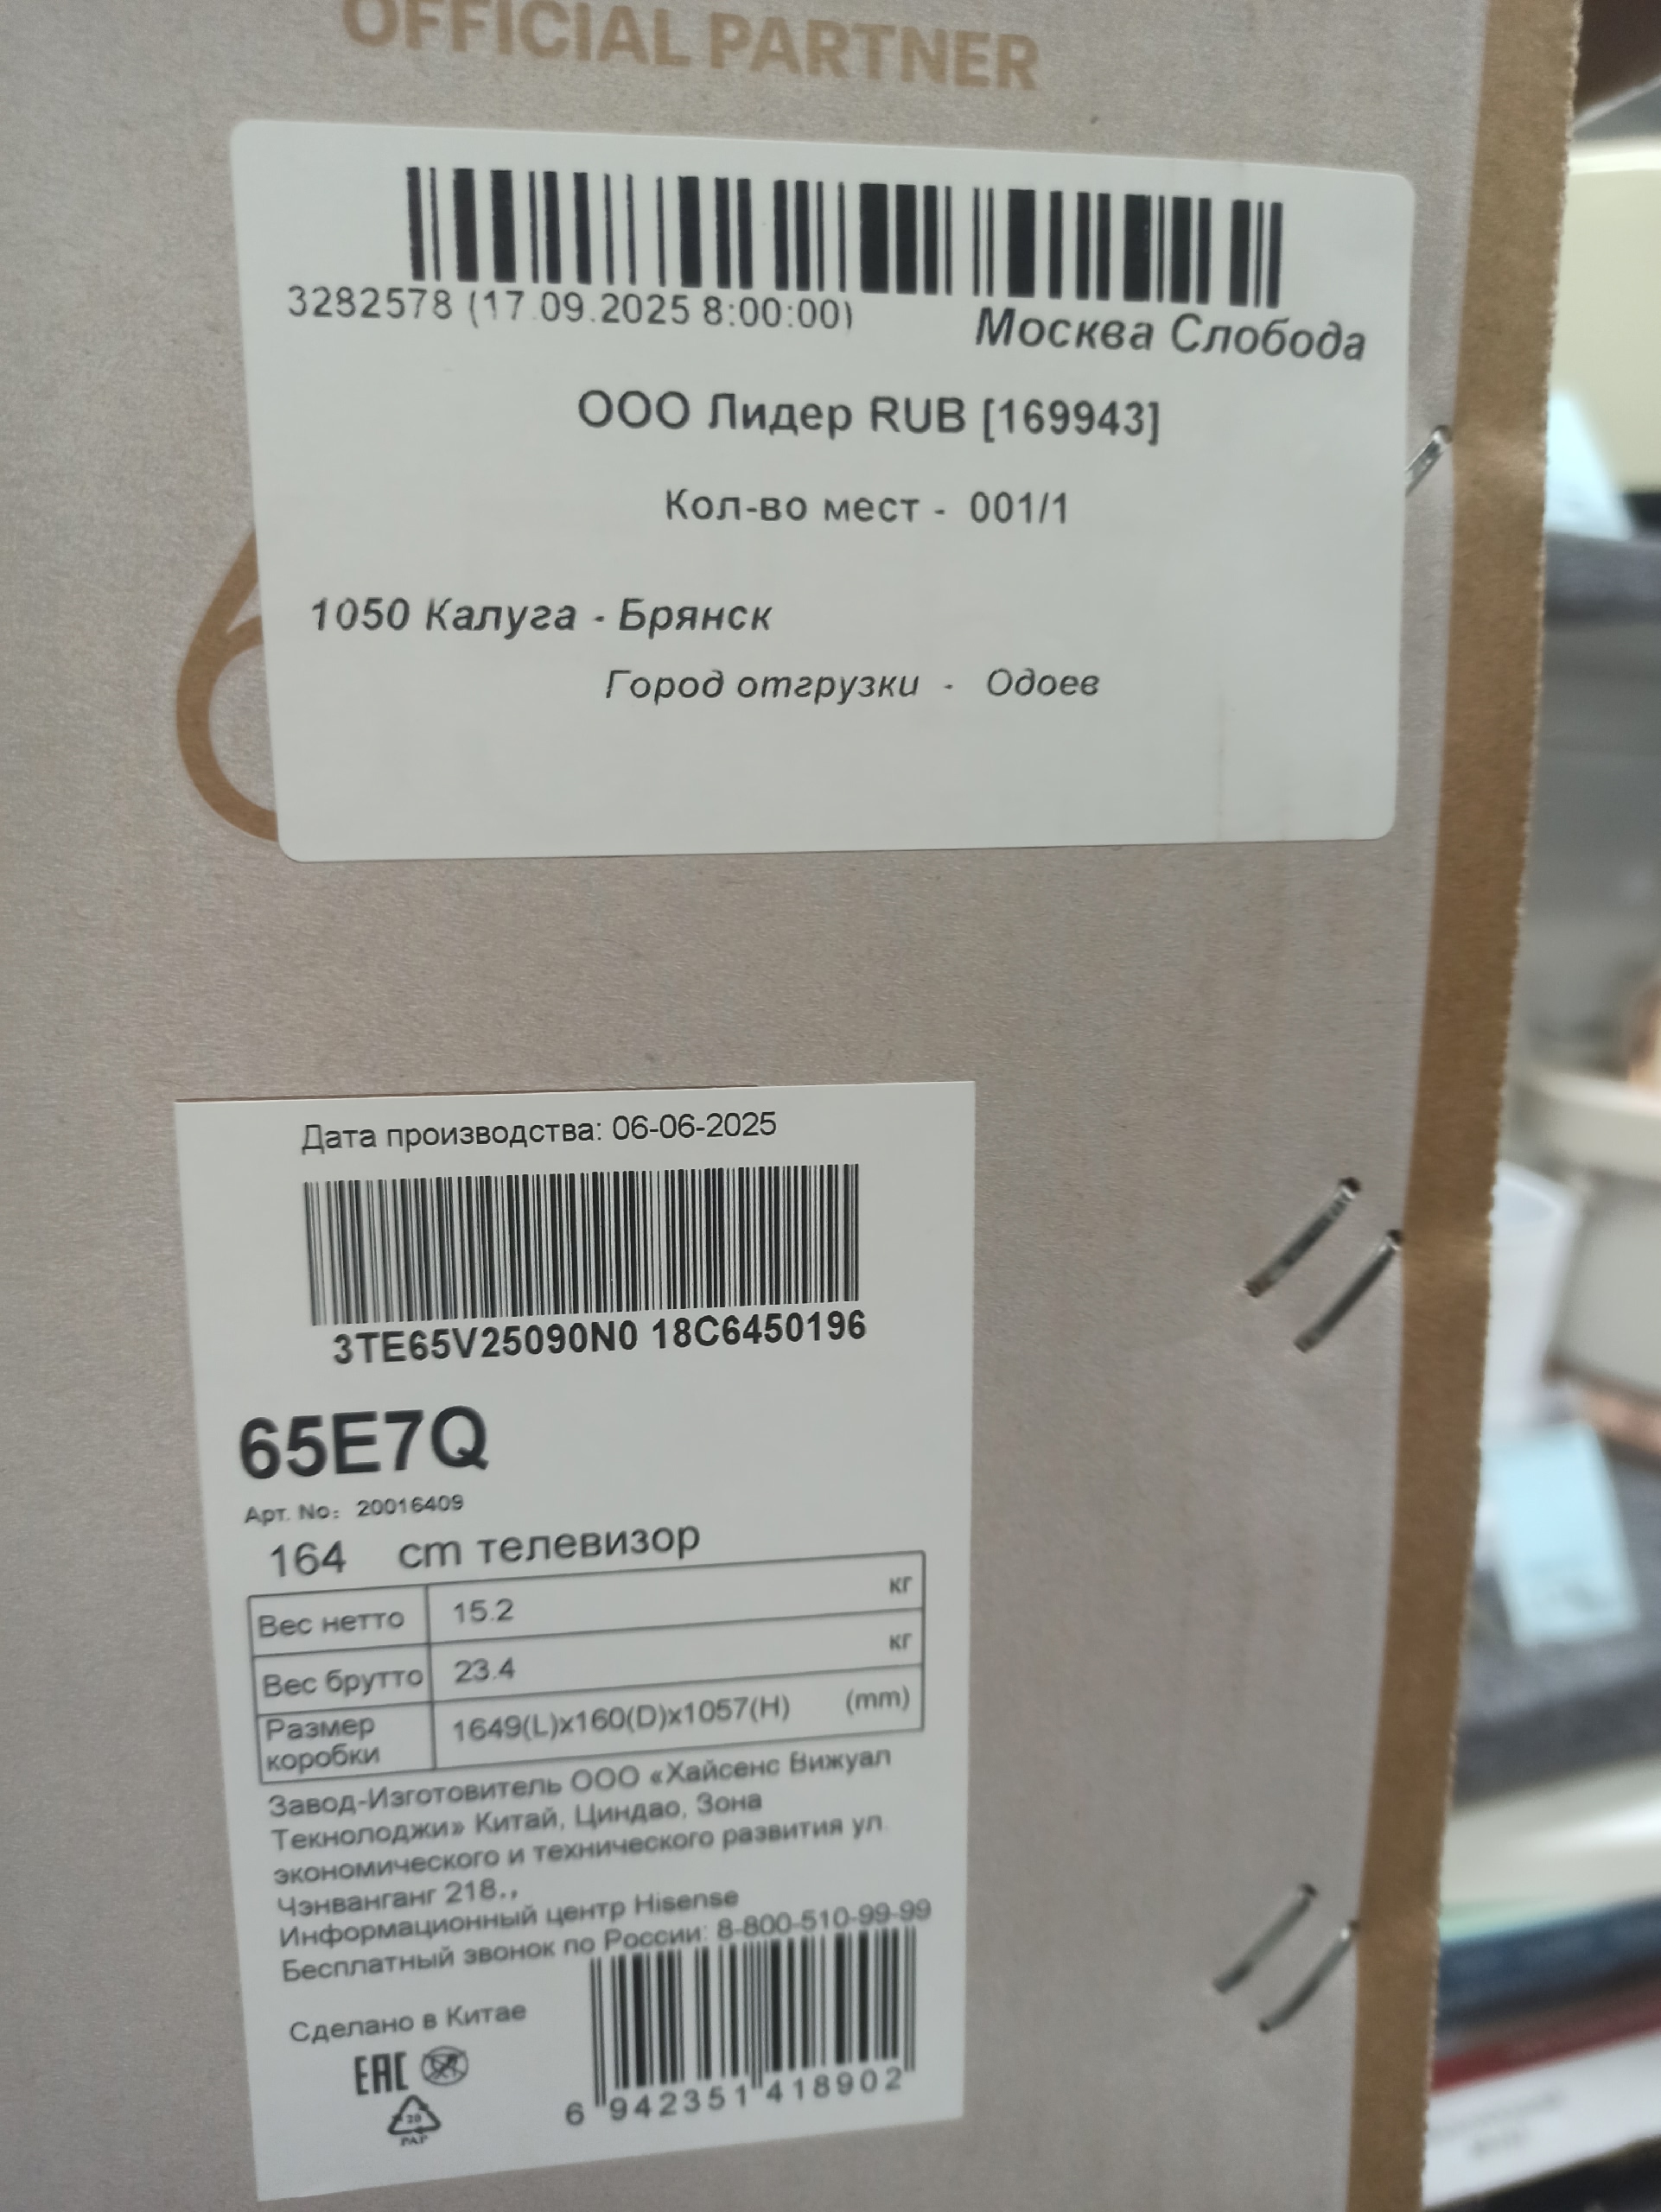 OFFICIAL PARTNER
3282578 (17.09.2025 8:00:00)
Москва Слобода
ООО Лидер RUB [169943]
Кол-во мест - 001/1
1050 Калуга - Брянск
Город отгрузки - Одоев
Дата производства: 06-06-2025
3TE65V25090N0 18C6450196
65E7Q
Арт. No: 20016409
164 cm телевизор
Вес нетто 15.2 кг
Вес брутто 23.4 кг
Размер коробки 1649(L)x160(D)x1057(H) (mm)
Завод-Изготовитель ООО «Хайсенс Вижуал
Текнолоджи» Китай, Циндао, Зона
экономического и технического развития ул.
Чэнванганг 218.,
Информационный центр Hisense
Бесплатный звонок по России: 8-800-510-99-99
Сделано в Китае
EAC
20
PAP
6 942351 418902